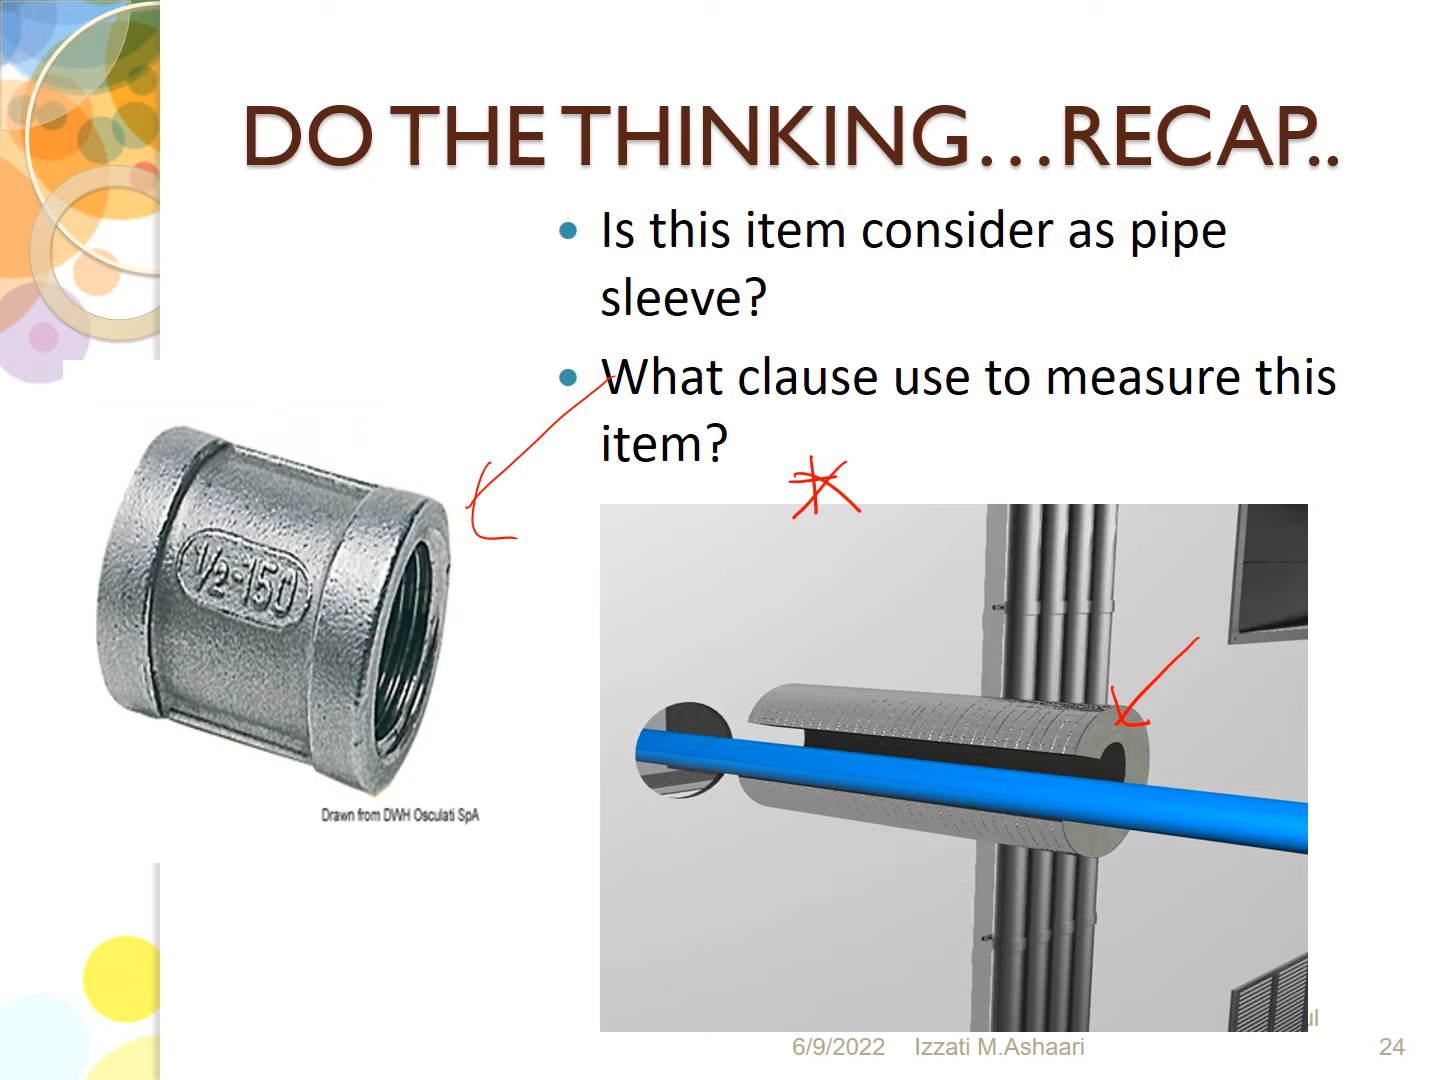 DO THE THINKING…RECAP..
• Is this item consider as pipe
sleeve?
• What clause use to measure this
item?
1/2-150
Drawn from DWH Osculati SpA
ul
6/9/2022 Izzati M.Ashaari 24